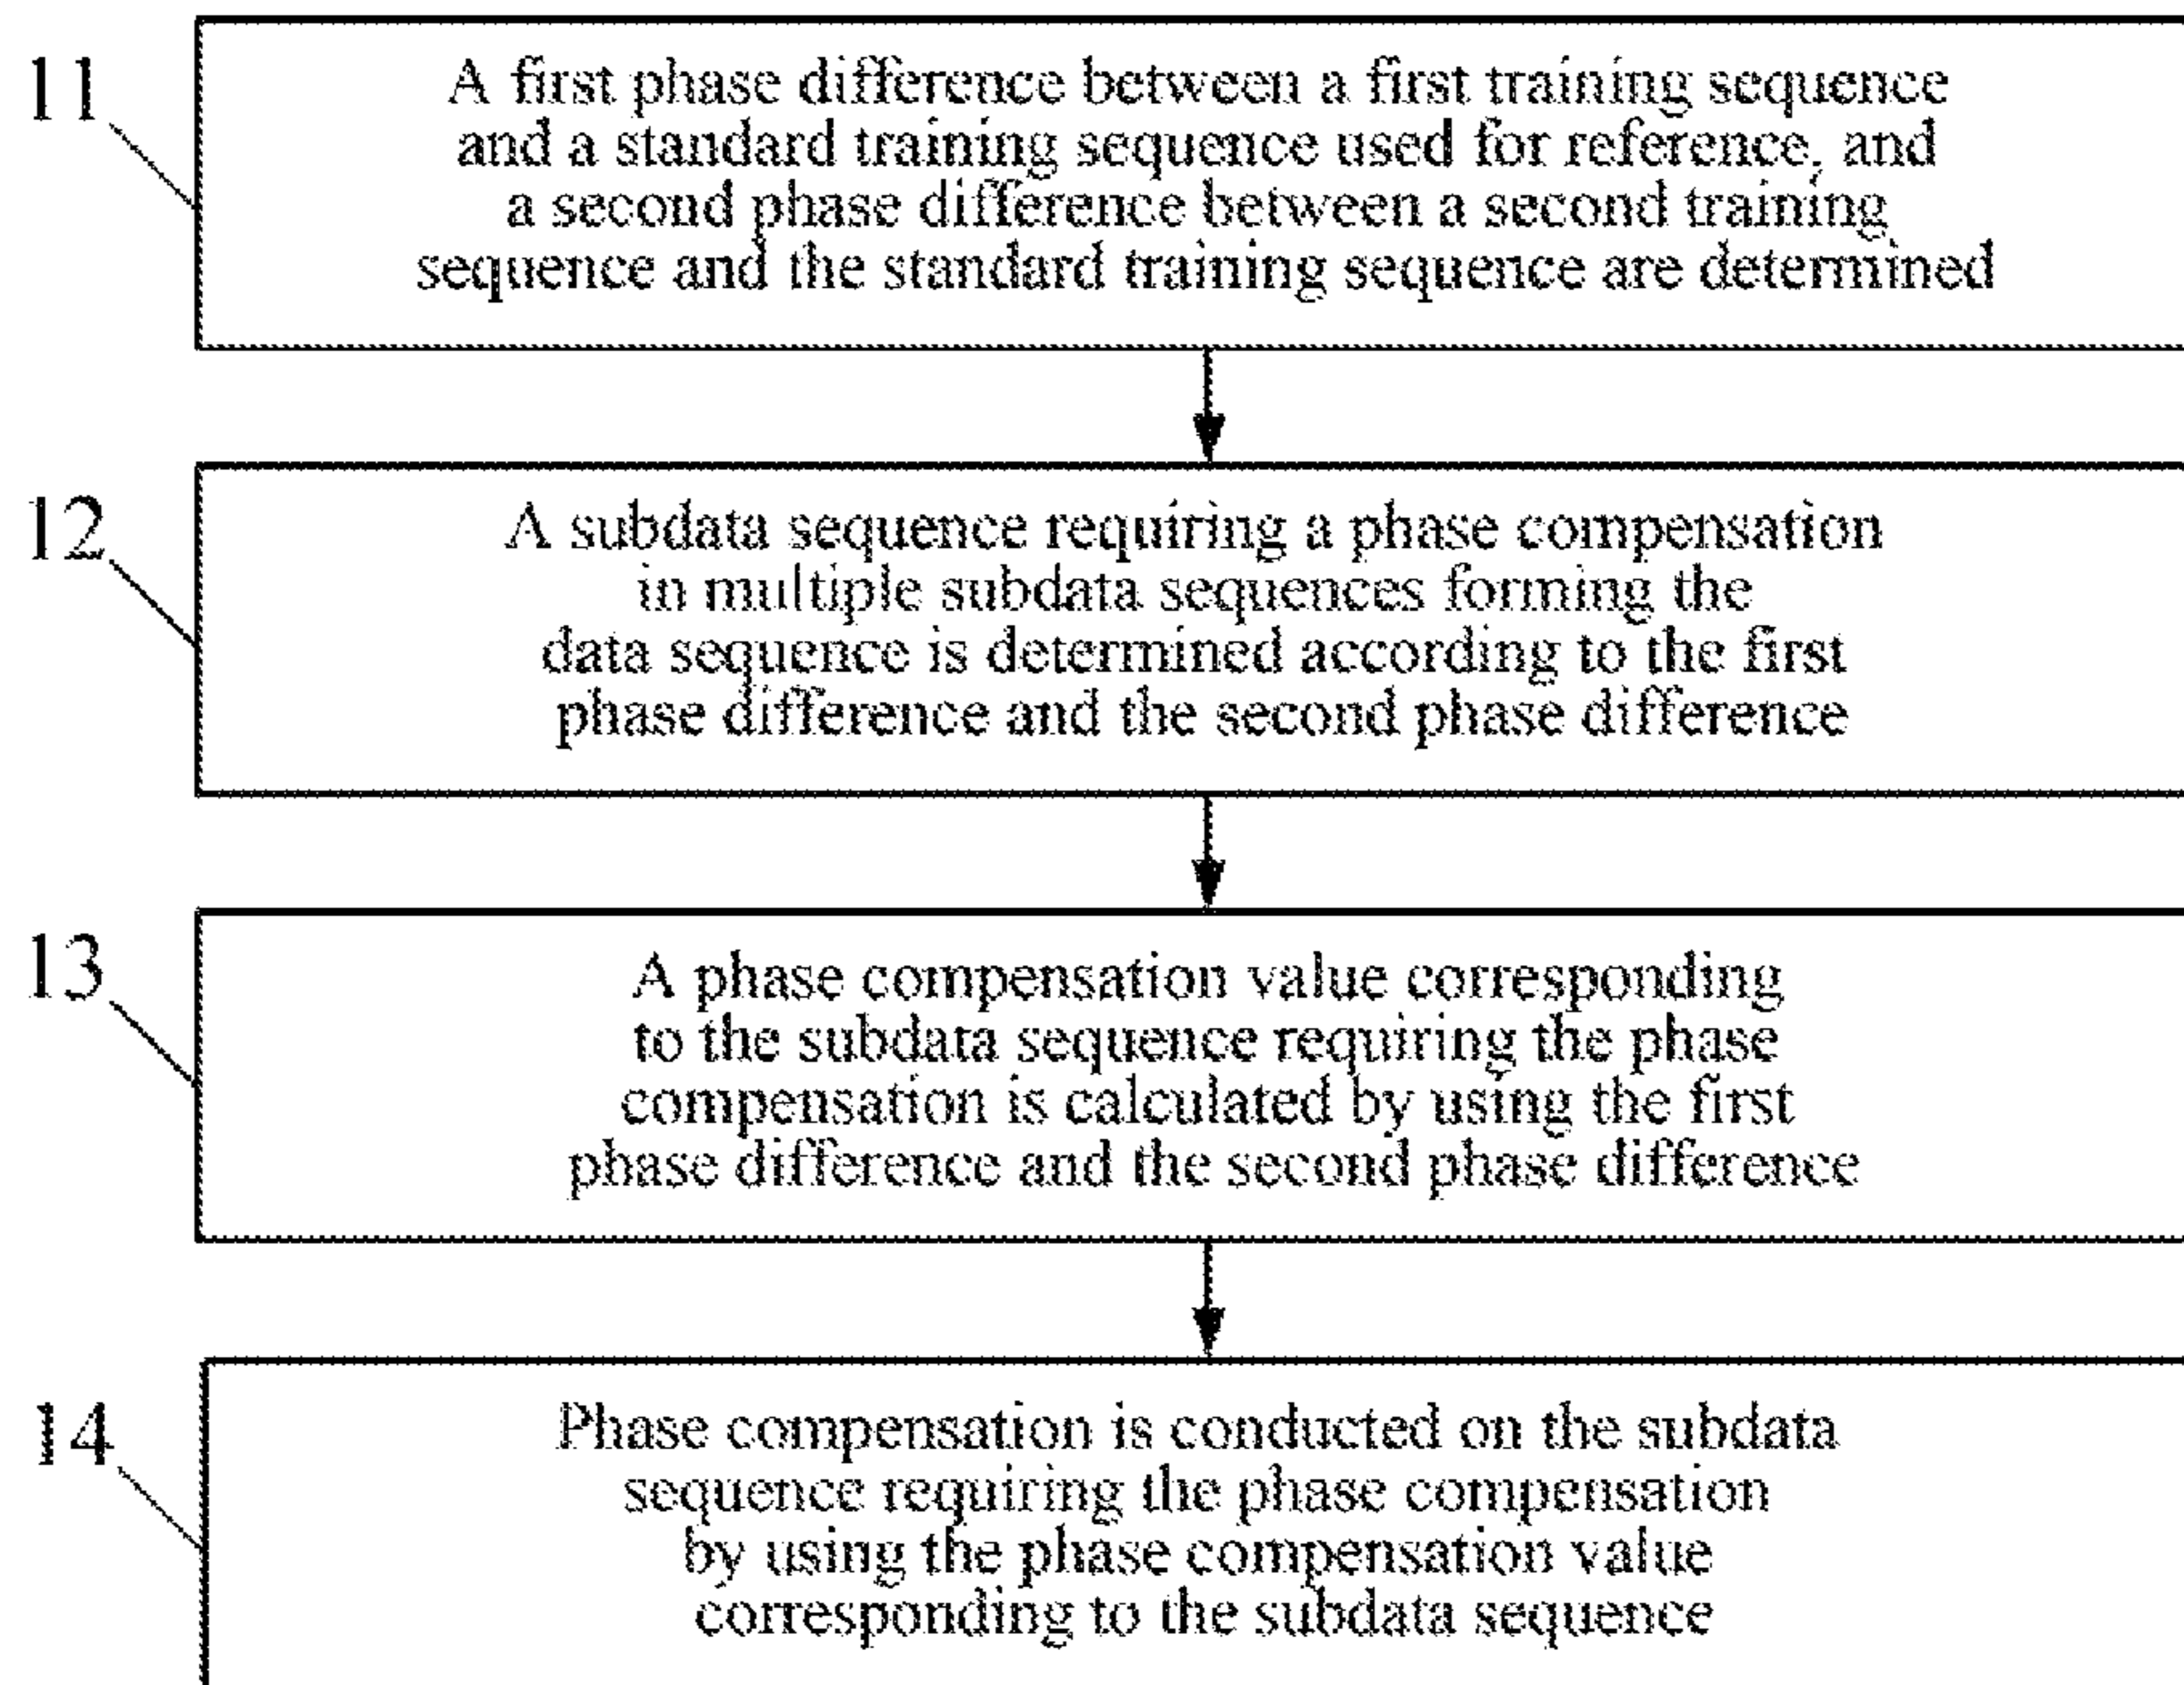 11
A first phase difference between a first training sequence
and a standard training sequence used for reference, and
a second phase difference between a second training
sequence and the standard training sequence are determined
12
A subdata sequence requiring a phase compensation
in multiple subdata sequences forming the
data sequence is determined according to the first
phase difference and the second phase difference
13
A phase compensation value corresponding
to the subdata sequence requiring the phase
compensation is calculated by using the first
phase difference and the second phase difference
14
Phase compensation is conducted on the subdata
sequence requiring the phase compensation
by using the phase compensation value
corresponding to the subdata sequence